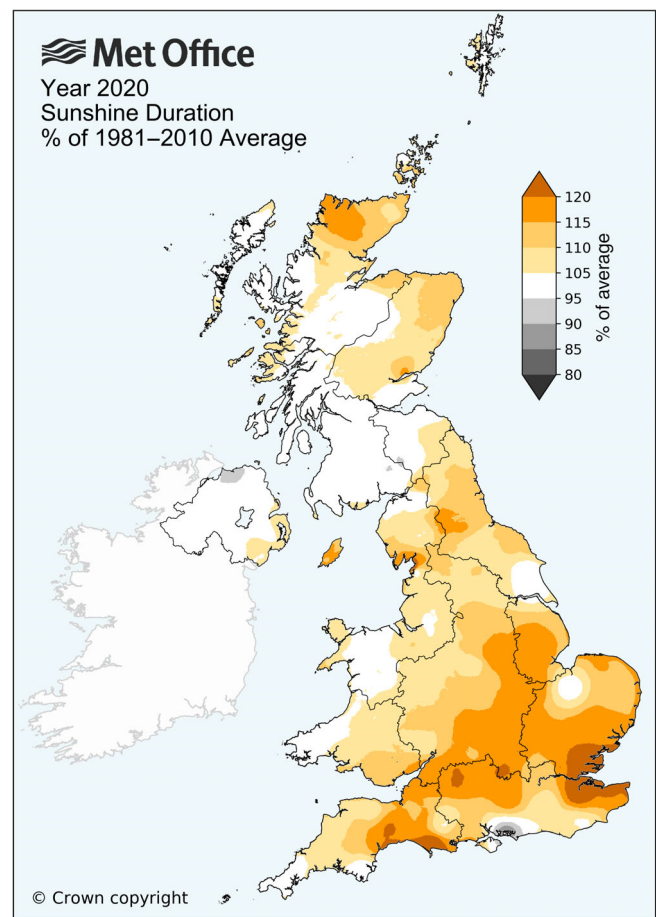 Met Office
Year 2020
Sunshine Duration
% of 1981–2010 Average
120
115
110
105
95
90
85
80
% of average
© Crown copyright